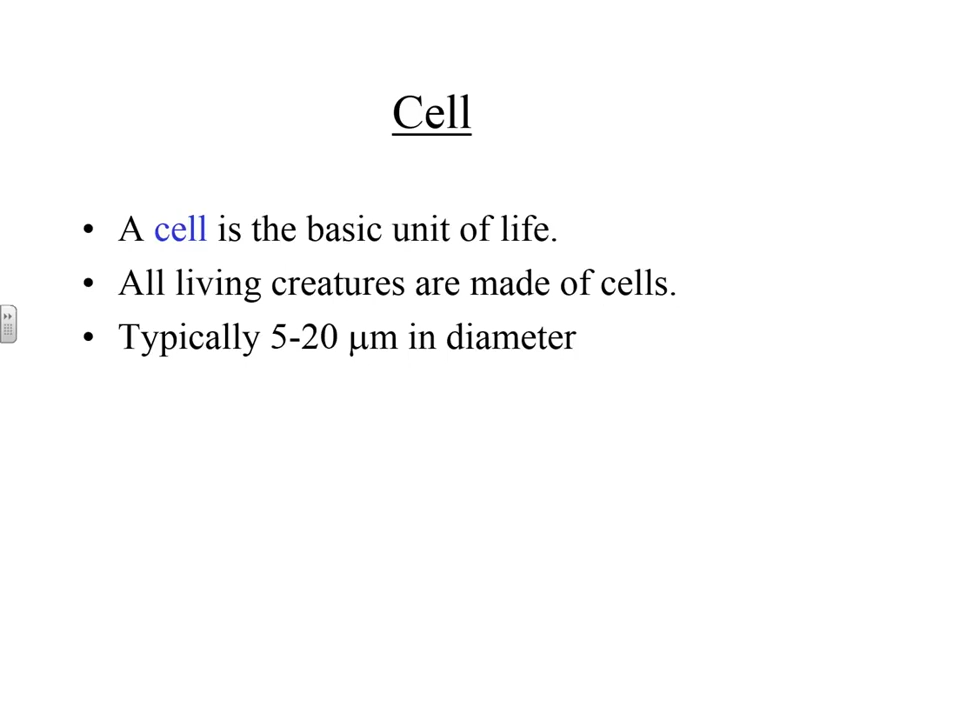 Cell
• A cell is the basic unit of life.
• All living creatures are made of cells.
• Typically 5-20 μm in diameter